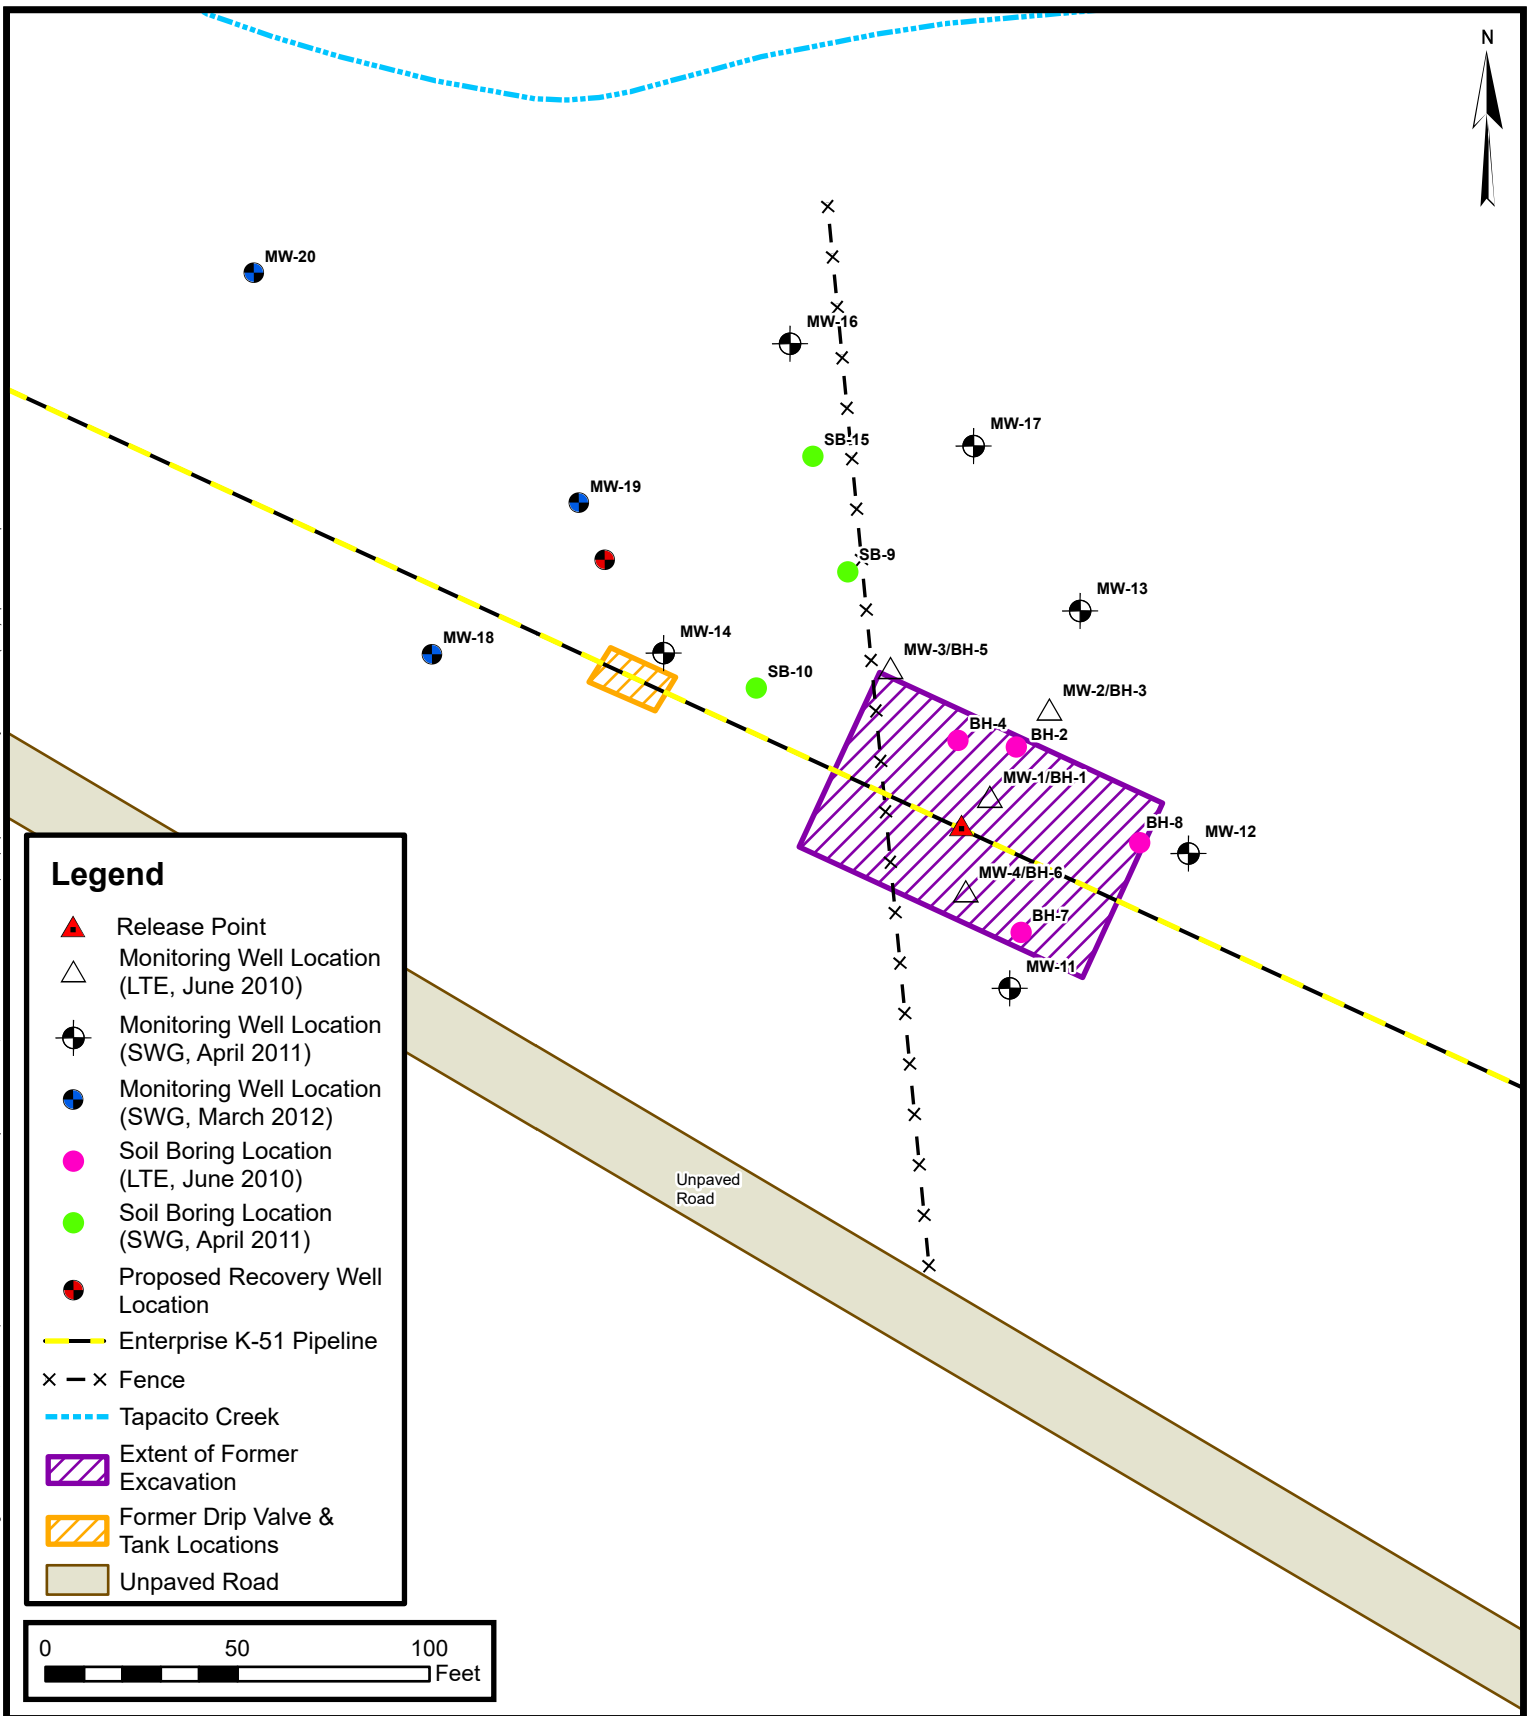 N
MW-20
MW-16
MW-17
SB-15
MW-19
SB-9
MW-13
MW-14
MW-18
MW-3/BH-5
SB-10
MW-2/BH-3
BH-4
BH-2
MW-1/BH-1
BH-8
MW-12
MW-4/BH-6
BH-7
MW-11
Unpaved
Road
Legend
Release Point
Monitoring Well Location
(LTE, June 2010)
Monitoring Well Location
(SWG, April 2011)
Monitoring Well Location
(SWG, March 2012)
Soil Boring Location
(LTE, June 2010)
Soil Boring Location
(SWG, April 2011)
Proposed Recovery Well
Location
Enterprise K-51 Pipeline
Fence
Tapacito Creek
Extent of Former
Excavation
Former Drip Valve &
Tank Locations
Unpaved Road
0 50 100
Feet